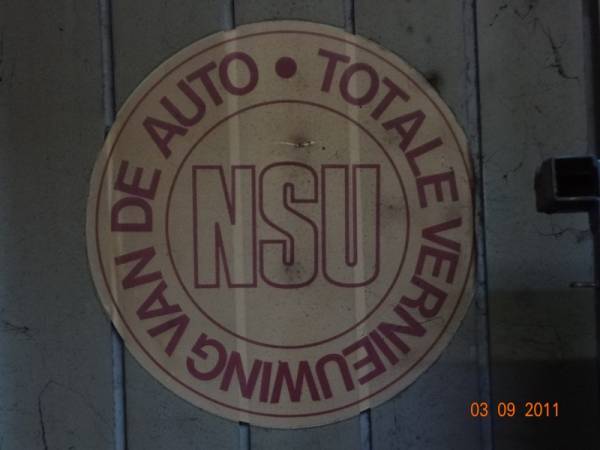 TOTALE VERNIEUWING VAN DE AUTO •
NSU
03 09 2011